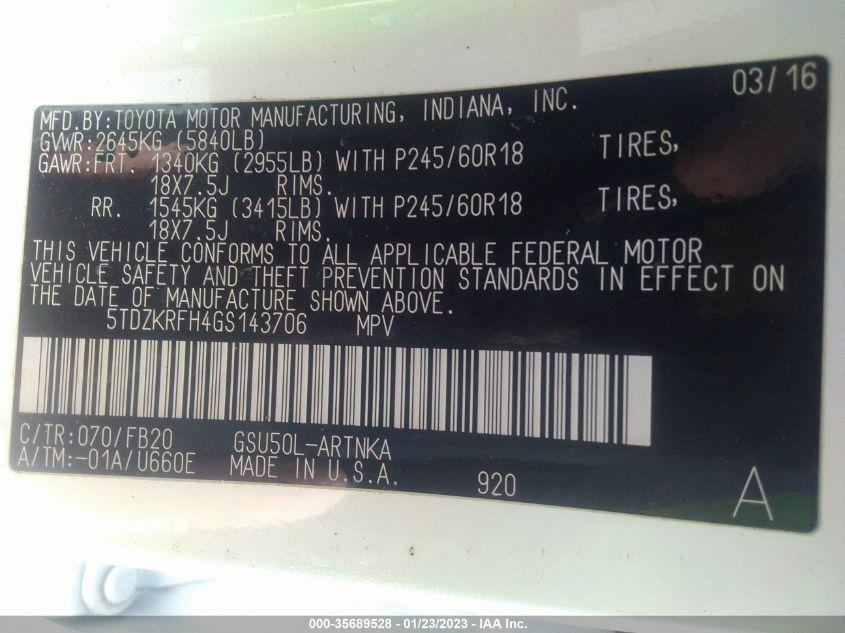 03/16
MFD.BY:TOYOTA MOTOR MANUFACTURING, INDIANA, INC.
GVWR:2645KG (5840LB)
GAWR:FRT. 1340KG (2955LB) WITH P245/60R18 TIRES,
18X7.5J RIMS.
RR. 1545KG (3415LB) WITH P245/60R18 TIRES,
18X7.5J RIMS.
THIS VEHICLE CONFORMS TO ALL APPLICABLE FEDERAL MOTOR
VEHICLE SAFETY AND THEFT PREVENTION STANDARDS IN EFFECT ON
THE DATE OF MANUFACTURE SHOWN ABOVE.
5TDZKRFH4GS143706 MPV
C/TR:070/FB20 GSU50L-ARTNKA
A/TM:-01A/U660E MADE IN U.S.A. 920 A
000-35689528 - 01/23/2023 - IAA Inc.